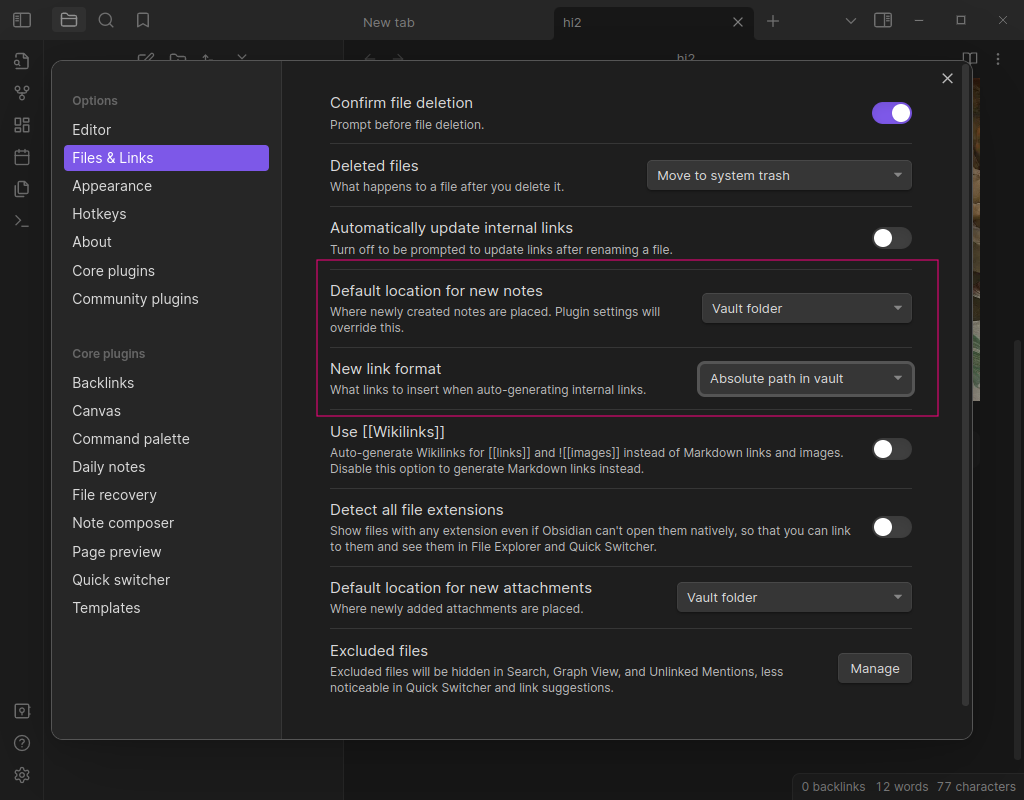 New tab
hi2
hi2
Options
Editor
Files & Links
Appearance
Hotkeys
About
Core plugins
Community plugins
Core plugins
Backlinks
Canvas
Command palette
Daily notes
File recovery
Note composer
Page preview
Quick switcher
Templates
Confirm file deletion
Prompt before file deletion.
Deleted files
What happens to a file after you delete it.
Move to system trash
Automatically update internal links
Turn off to be prompted to update links after renaming a file.
Default location for new notes
Where newly created notes are placed. Plugin settings will
override this.
Vault folder
New link format
What links to insert when auto-generating internal links.
Absolute path in vault
Use [[Wikilinks]]
Auto-generate Wikilinks for [[links]] and ![[images]] instead of Markdown links and images.
Disable this option to generate Markdown links instead.
Detect all file extensions
Show files with any extension even if Obsidian can't open them natively, so that you can link
to them and see them in File Explorer and Quick Switcher.
Default location for new attachments
Where newly added attachments are placed.
Vault folder
Excluded files
Excluded files will be hidden in Search, Graph View, and Unlinked Mentions, less
noticeable in Quick Switcher and link suggestions.
Manage
0 backlinks 12 words 77 characters